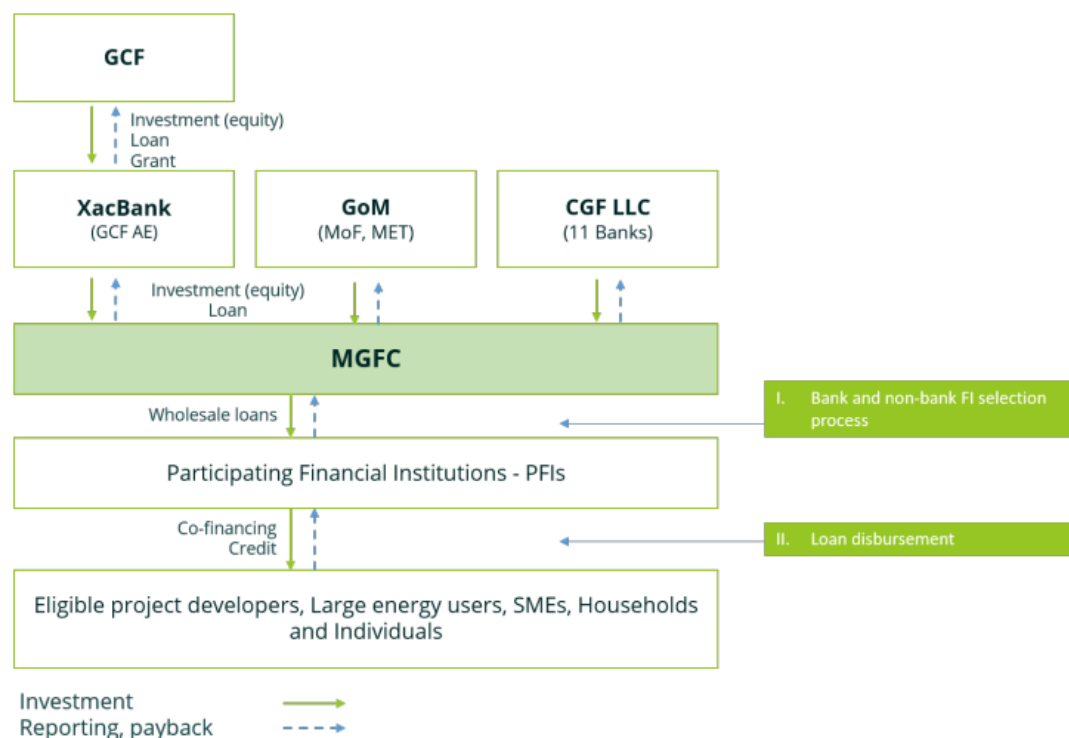 GCF
Investment (equity)
Loan
Grant
XacBank
(GCF AE)
GoM
(MoF, MET)
CGF LLC
(11 Banks)
Investment (equity)
Loan
MGFC
Wholesale loans
I. Bank and non-bank FI selection
process
Participating Financial Institutions - PFIs
Co-financing
Credit
II. Loan disbursement
Eligible project developers, Large energy users, SMEs, Households
and Individuals
Investment
Reporting, payback